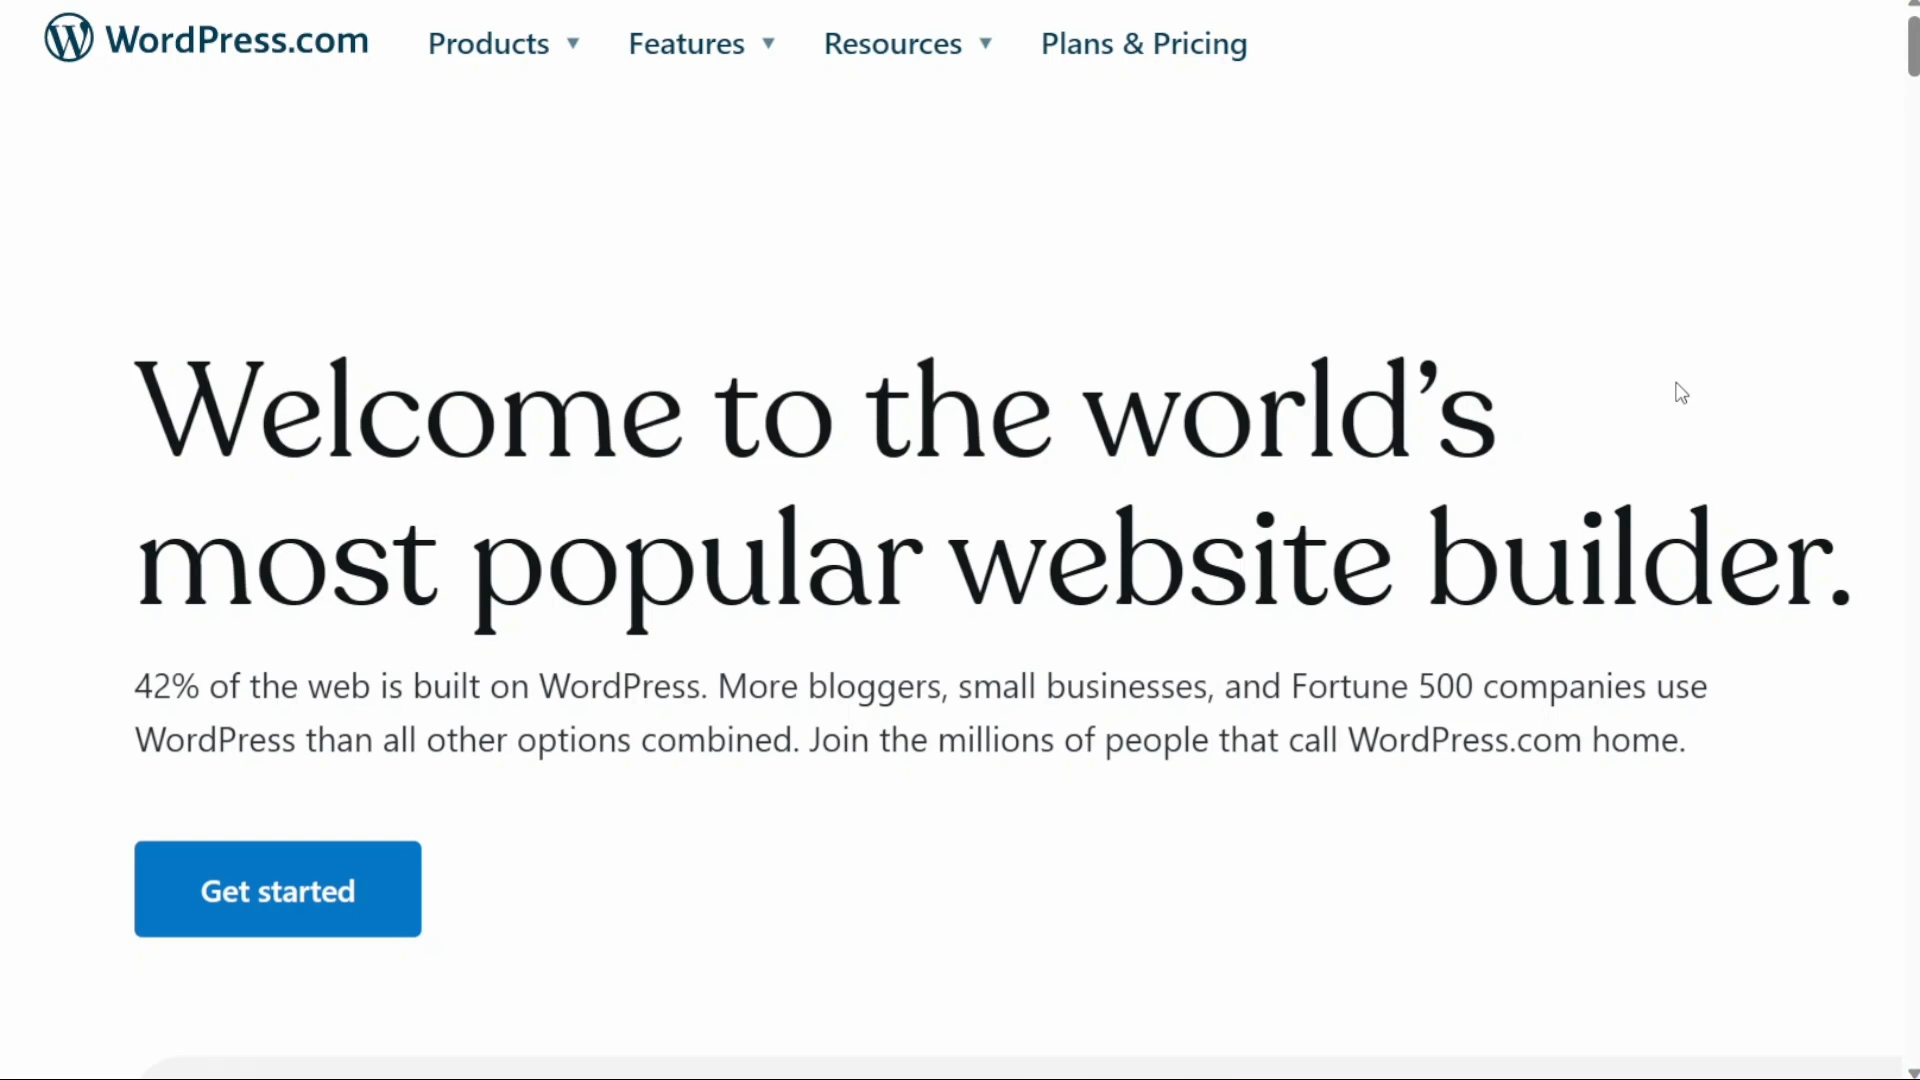 WordPress.com Products Features Resources Plans & Pricing
Welcome to the world’s
most popular website builder.
42% of the web is built on WordPress. More bloggers, small businesses, and Fortune 500 companies use
WordPress than all other options combined. Join the millions of people that call WordPress.com home.
Get started